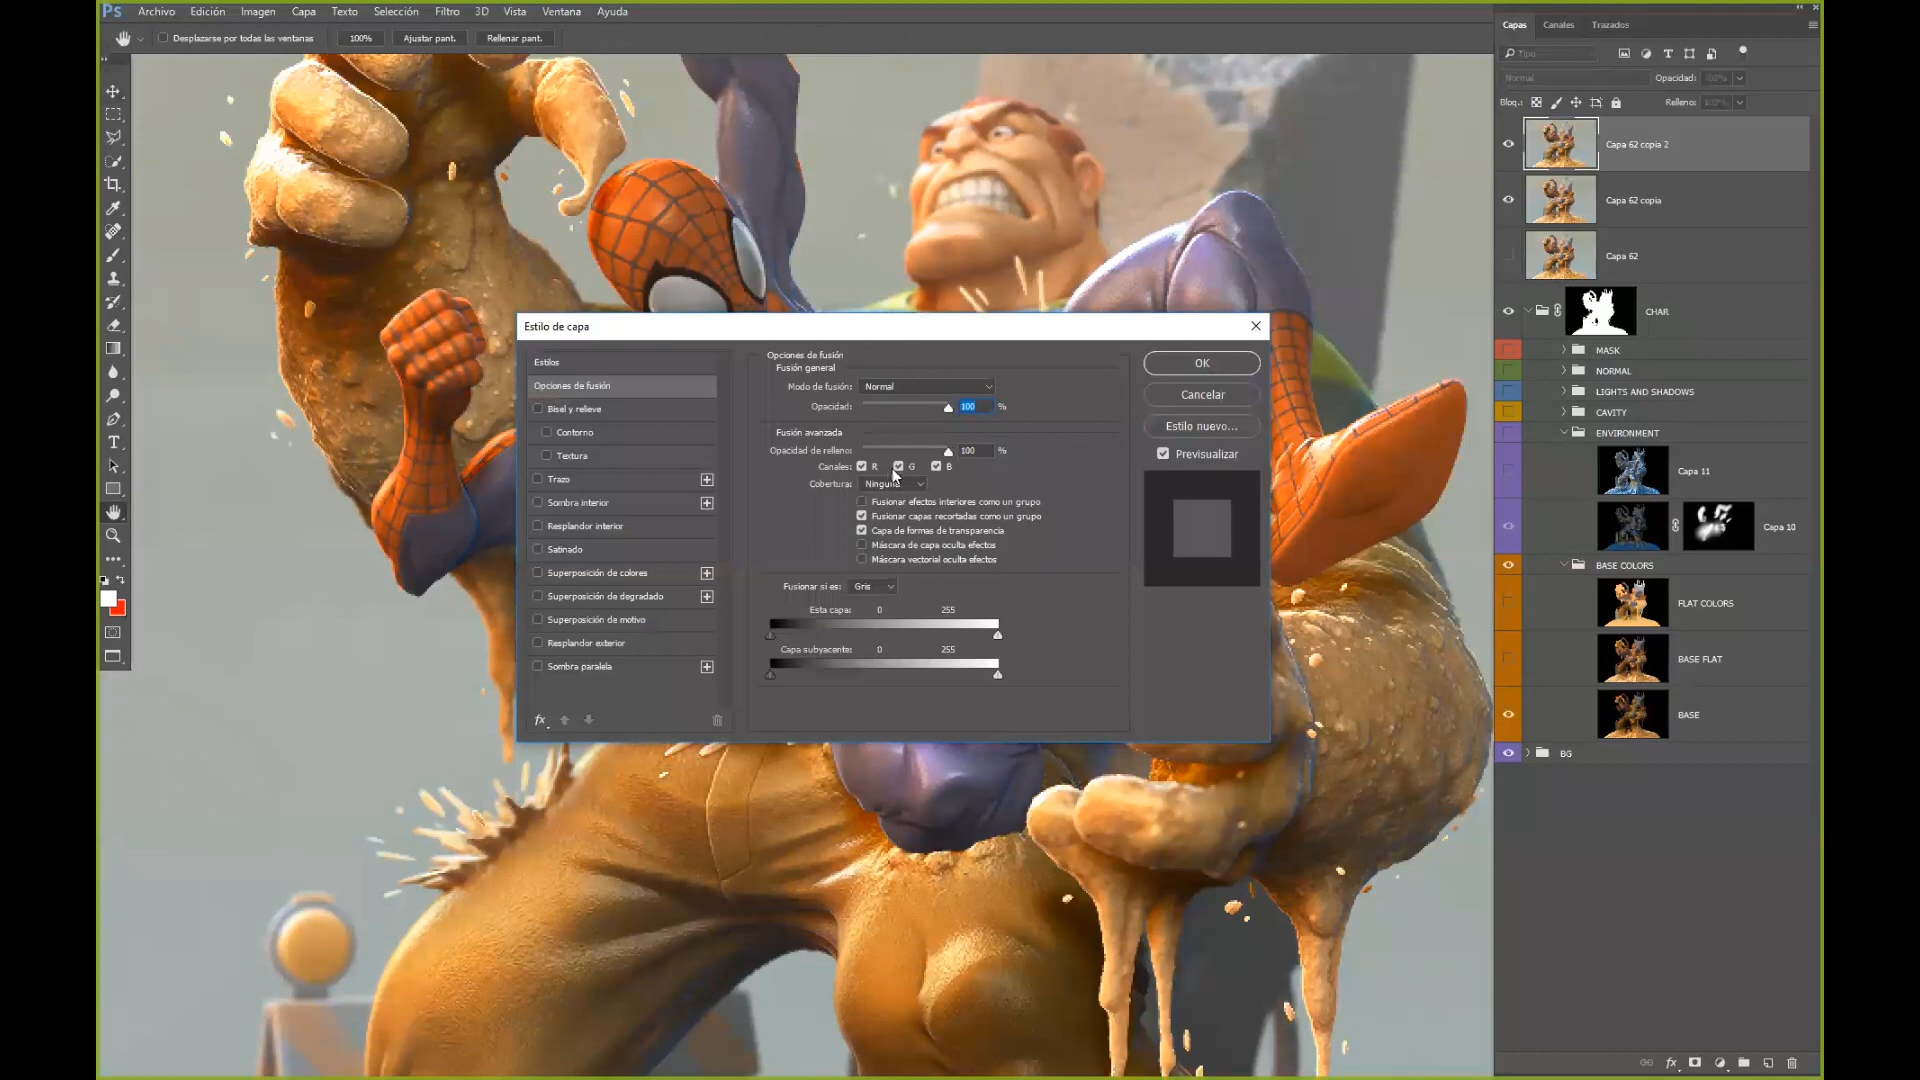 Ps Archivo Edición Imagen Capa Texto Selección Filtro 3D Vista Ventana Ayuda
Desplazarse por todas las ventanas 100% Ajustar pant. Rellenar pant.
Capas Canales Trazados
Tipo
Normal Opacidad: 100%
Bloq.: Relleno: 100%
Capa 62 copia 2
Capa 62 copia
Capa 62
CHAR
MASK
NORMAL
LIGHTS AND SHADOWS
CAVITY
ENVIRONMENT
Capa 11
Capa 10
BASE COLORS
FLAT COLORS
BASE FLAT
BASE
BG
Estilo de capa
Estilos
Opciones de fusión
Bisel y relieve
Contorno
Textura
Trazo
Sombra interior
Resplandor interior
Satinado
Superposición de colores
Superposición de degradado
Superposición de motivo
Resplandor exterior
Sombra paralela
fx
Opciones de fusión
Fusión general
Modo de fusión: Normal
Opacidad: 100 %
Fusión avanzada
Opacidad de relleno: 100 %
Canales: R G B
Cobertura: Ninguna
Fusionar efectos interiores como un grupo
Fusionar capas recortadas como un grupo
Capa de formas de transparencia
Máscara de capa oculta efectos
Máscara vectorial oculta efectos
Fusionar si es: Gris
Esta capa: 0 255
Capa subyacente: 0 255
OK
Cancelar
Estilo nuevo...
Previsualizar
fx